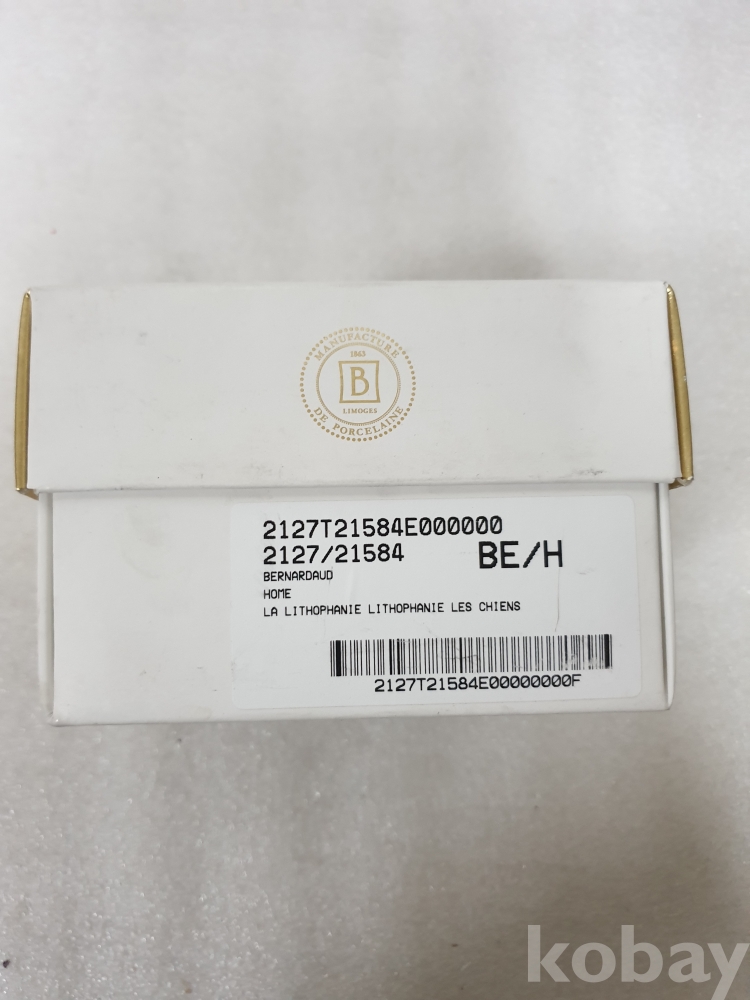 MANUFACTURE
1863
B
LIMOGES
DE PORCELAINE
2127T21584E000000
2127/21584 BE/H
BERNARDAUD
HOME
LA LITHOPHANIE LITHOPHANIE LES CHIENS
2127T21584E00000000F
kobay